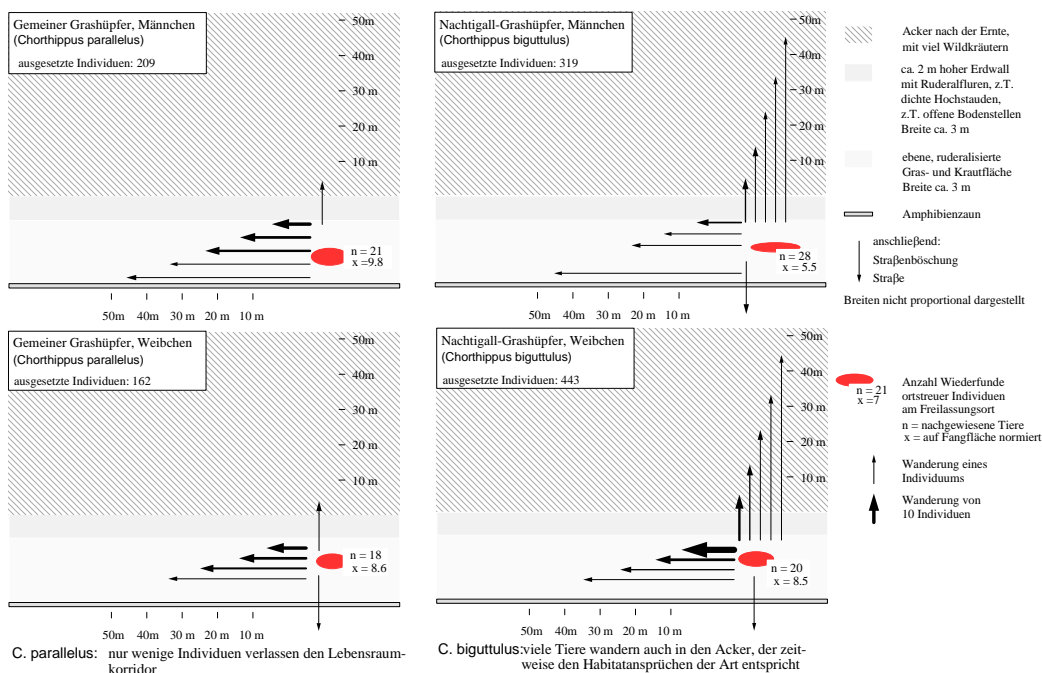 Gemeiner Grashüpfer, Männchen
(Chorthippus parallelus)
ausgesetzte Individuen: 209
50m
40m
30 m
20 m
10 m
n = 21
x =9.8
50m 40m 30 m 20 m 10 m
Nachtigall-Grashüpfer, Männchen
(Chorthippus biguttulus)
ausgesetzte Individuen: 319
50m
40m
30 m
20 m
10 m
n = 28
x = 5.5
50m 40m 30 m 20 m 10 m
Acker nach der Ernte,
mit viel Wildkräutern
ca. 2 m hoher Erdwall
mit Ruderalfluren, z.T.
dichte Hochstauden,
z.T. offene Bodenstellen
Breite ca. 3 m
ebene, ruderalisierte
Gras- und Krautfläche
Breite ca. 3 m
Amphibienzaun
anschließend:
Straßenböschung
Straße
Breiten nicht proportional dargestellt
Gemeiner Grashüpfer, Weibchen
(Chorthippus parallelus)
ausgesetzte Individuen: 162
50m
40m
30 m
20 m
10 m
n = 18
x = 8.6
50m 40m 30 m 20 m 10 m
C. parallelus: nur wenige Individuen verlassen den Lebensraum-
korridor
Nachtigall-Grashüpfer, Weibchen
(Chorthippus biguttulus)
ausgesetzte Individuen: 443
50m
40m
30 m
20 m
10 m
n = 20
x = 8.5
50m 40m 30 m 20 m 10 m
C. biguttulus:viele Tiere wandern auch in den Acker, der zeit-
weise den Habitatansprüchen der Art entspricht
n = 21
x =7
Anzahl Wiederfunde
ortstreuer Individuen
am Freilassungsort
n = nachgewiesene Tiere
x = auf Fangfläche normiert
Wanderung eines
Individuums
Wanderung von
10 Individuen